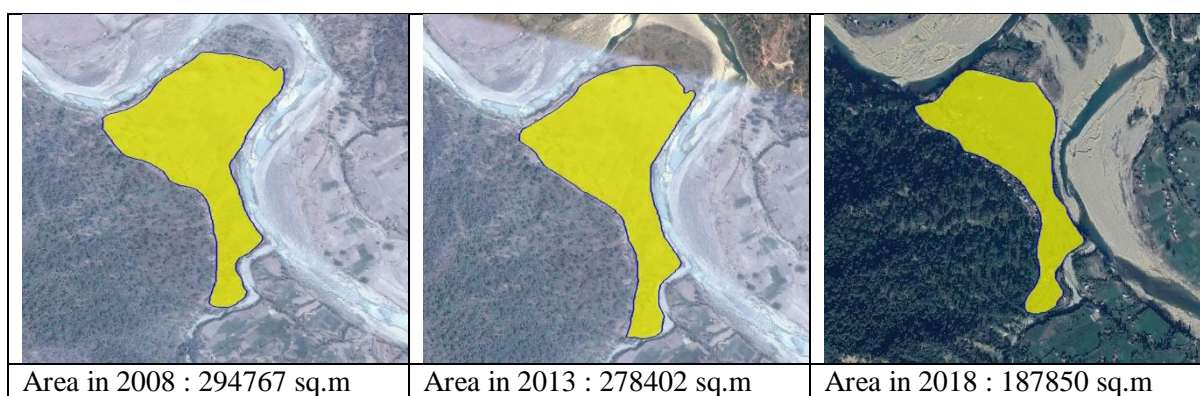 Area in 2008 : 294767 sq.m
Area in 2013 : 278402 sq.m
Area in 2018 : 187850 sq.m